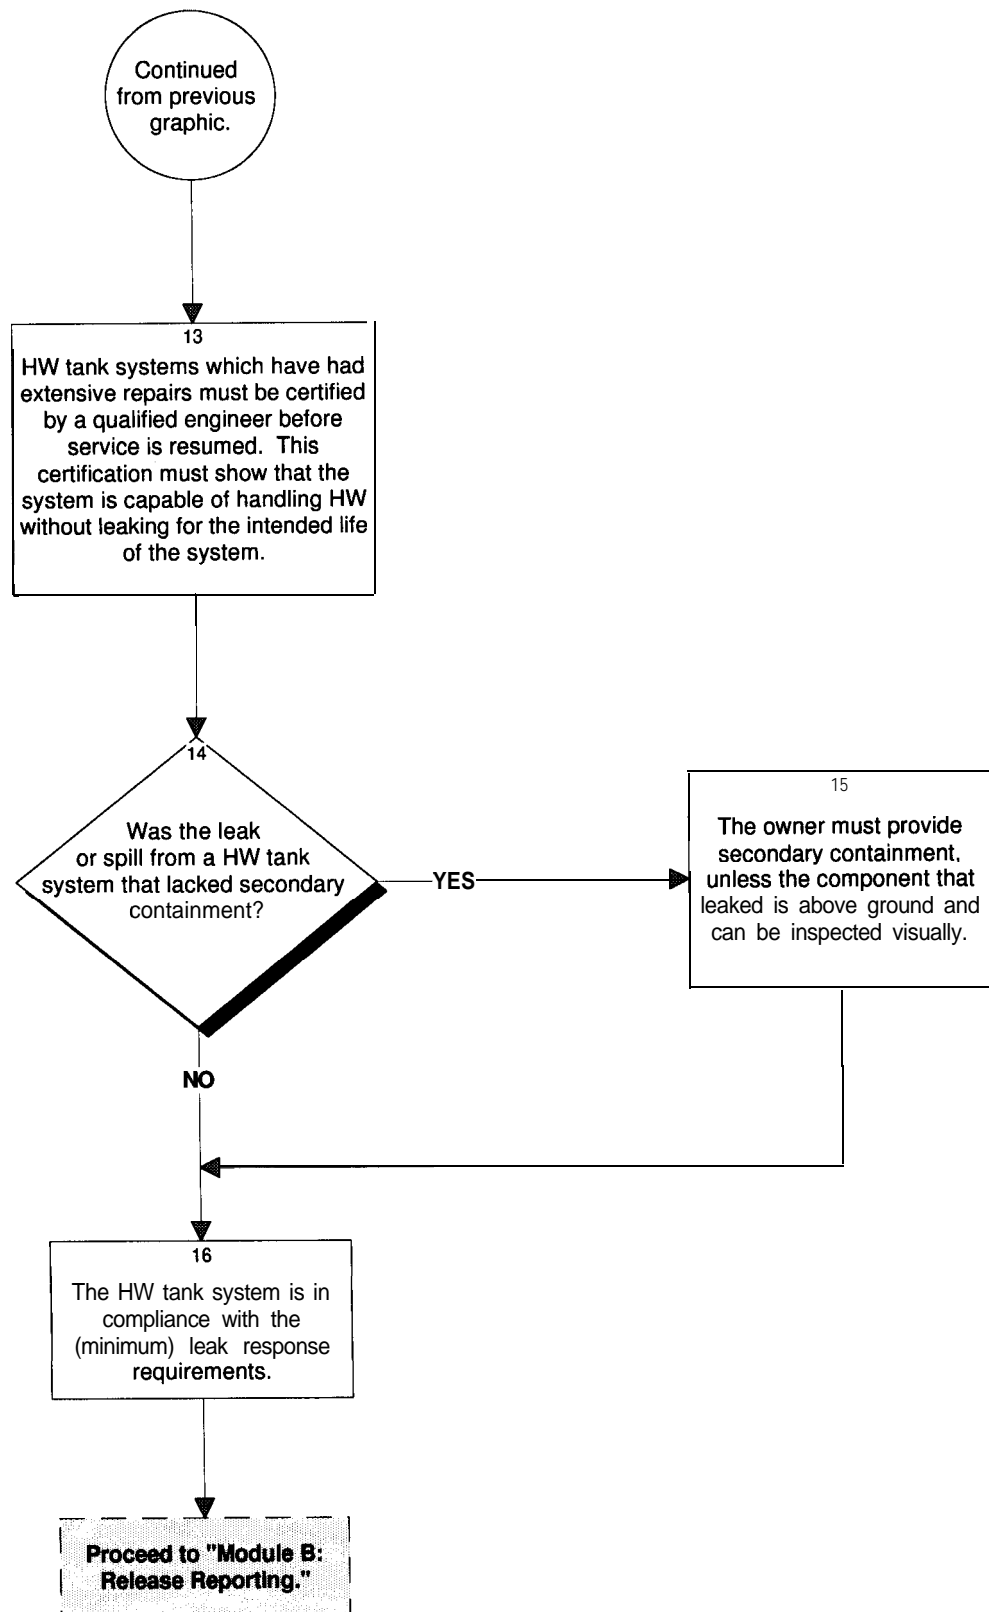 Continued
from previous
graphic.
13
HW tank systems which have had
extensive repairs must be certified
by a qualified engineer before
service is resumed. This
certification must show that the
system is capable of handling HW
without leaking for the intended life
of the system.
14
Was the leak
or spill from a HW tank
system that lacked secondary
containment?
YES
15
The owner must provide
secondary containment,
unless the component that
leaked is above ground and
can be inspected visually.
NO
16
The HW tank system is in
compliance with the
(minimum) leak response
requirements.
Proceed to "Module B:
Release Reporting."